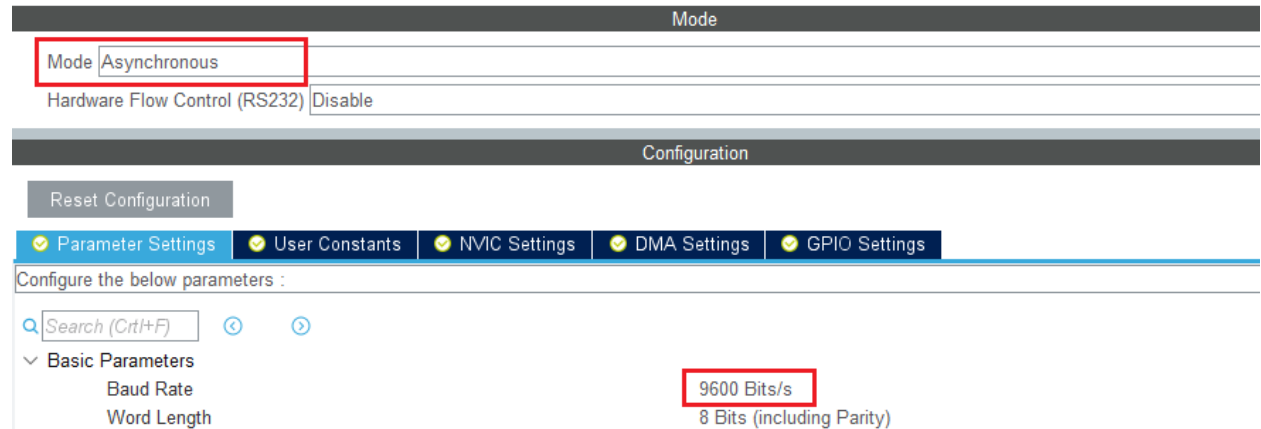 Mode
Mode Asynchronous
Hardware Flow Control (RS232) Disable
Configuration
Reset Configuration
Parameter Settings User Constants NVIC Settings DMA Settings GPIO Settings
Configure the below parameters :
Search (Crtl+F)
Basic Parameters
Baud Rate 9600 Bits/s
Word Length 8 Bits (including Parity)